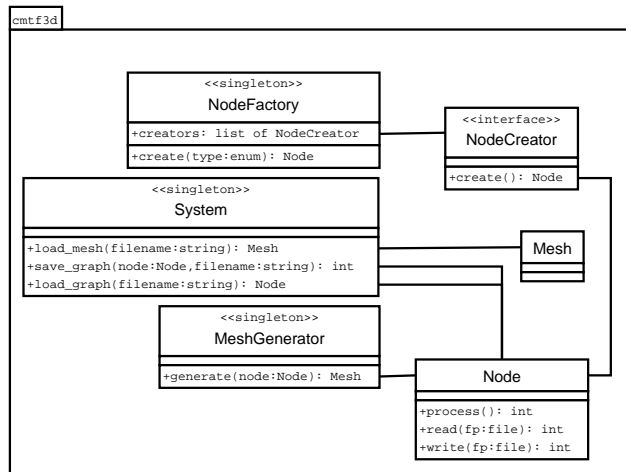 cmtf3d
<<singleton>>
NodeFactory
+creators: list of NodeCreator
+create(type:enum): Node
<<interface>>
NodeCreator
+create(): Node
<<singleton>>
System
+load_mesh(filename:string): Mesh
+save_graph(node:Node,filename:string): int
+load_graph(filename:string): Node
Mesh
<<singleton>>
MeshGenerator
+generate(node:Node): Mesh
Node
+process(): int
+read(fp:file): int
+write(fp:file): int